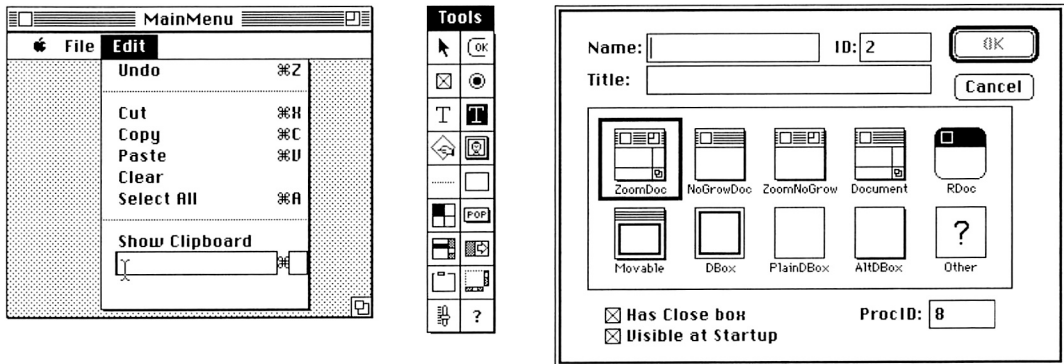 MainMenu
File Edit
Undo ⌘Z
Cut ⌘X
Copy ⌘C
Paste ⌘V
Clear
Select All ⌘A
Show Clipboard
⌘
Tools
OK
T T
POP
?
Name: ID: 2
OK
Title:
Cancel
ZoomDoc NoGrowDoc ZoomNoGrow Document RDoc
?
Movable DBox PlainDBox AltDBox Other
Has Close box ProcID: 8
Visible at Startup